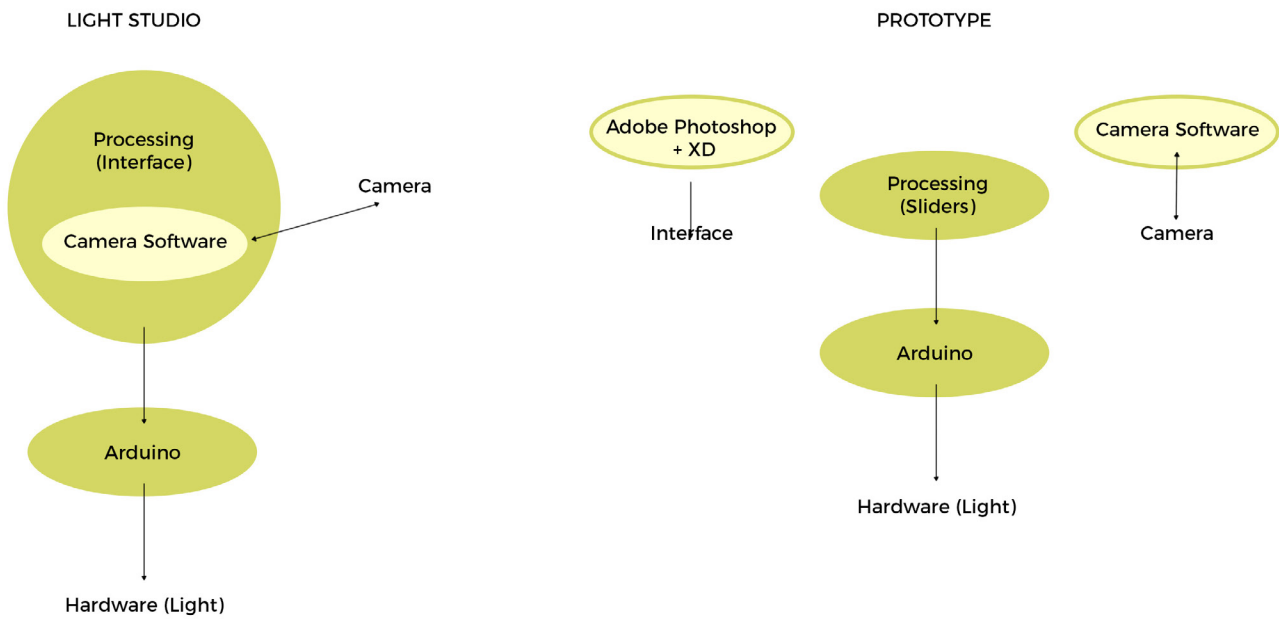 LIGHT STUDIO
Processing
(Interface)
Camera Software
Camera
Arduino
Hardware (Light)
PROTOTYPE
Adobe Photoshop
+ XD
Interface
Processing
(Sliders)
Arduino
Hardware (Light)
Camera Software
Camera